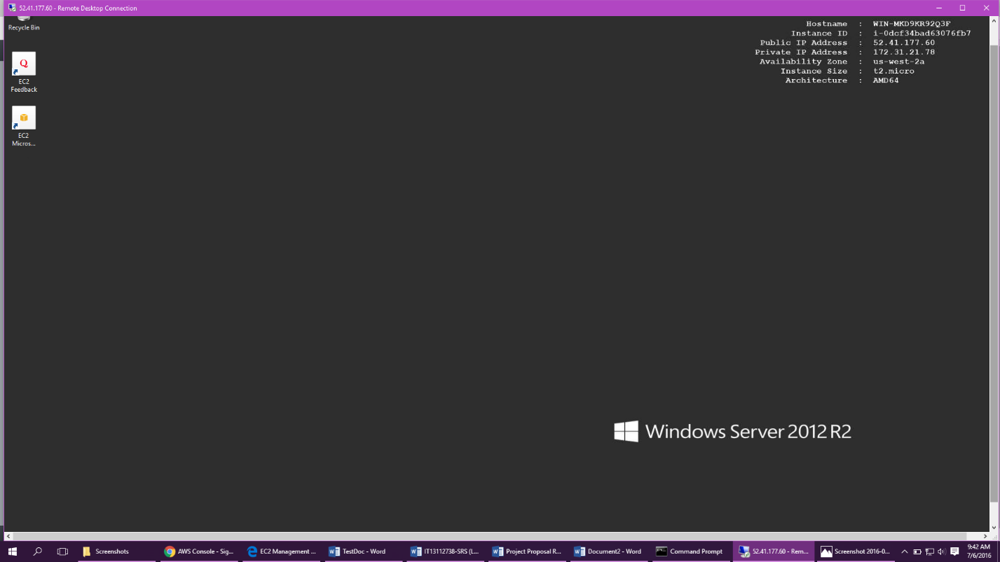 52.41.177.60 - Remote Desktop Connection
Recycle Bin
Hostname : WIN-MKD9KR92Q3F
Instance ID : i-0dcf34bad63076fb7
Public IP Address : 52.41.177.60
Private IP Address : 172.31.21.78
Availability Zone : us-west-2a
Instance Size : t2.micro
Architecture : AMD64
Q
EC2
Feedback
EC2
Micros...
Windows Server 2012 R2
Screenshots
AWS Console - Sig...
EC2 Management ...
TestDoc - Word
IT13112738-SRS (L...
Project Proposal R...
Document2 - Word
Command Prompt
52.41.177.60 - Rem...
Screenshot 2016-0...
9:42 AM
7/6/2016